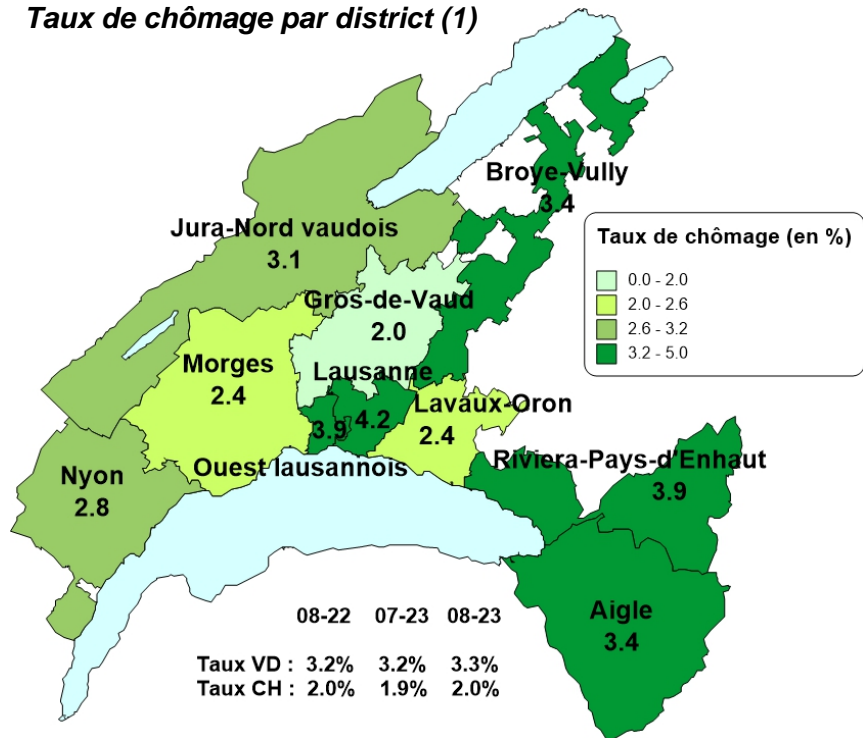 Taux de chômage par district (1)
Broye-Vully
3.4
Jura-Nord vaudois
3.1
Taux de chômage (en %)
0.0 - 2.0
2.0 - 2.6
2.6 - 3.2
3.2 - 5.0
Gros-de-Vaud
2.0
Morges
2.4
Lausanne
4.2
3.9
Lavaux-Oron
2.4
Ouest lausannois
Riviera-Pays-d'Enhaut
3.9
Nyon
2.8
Aigle
3.4
08-22 07-23 08-23
Taux VD : 3.2% 3.2% 3.3%
Taux CH : 2.0% 1.9% 2.0%